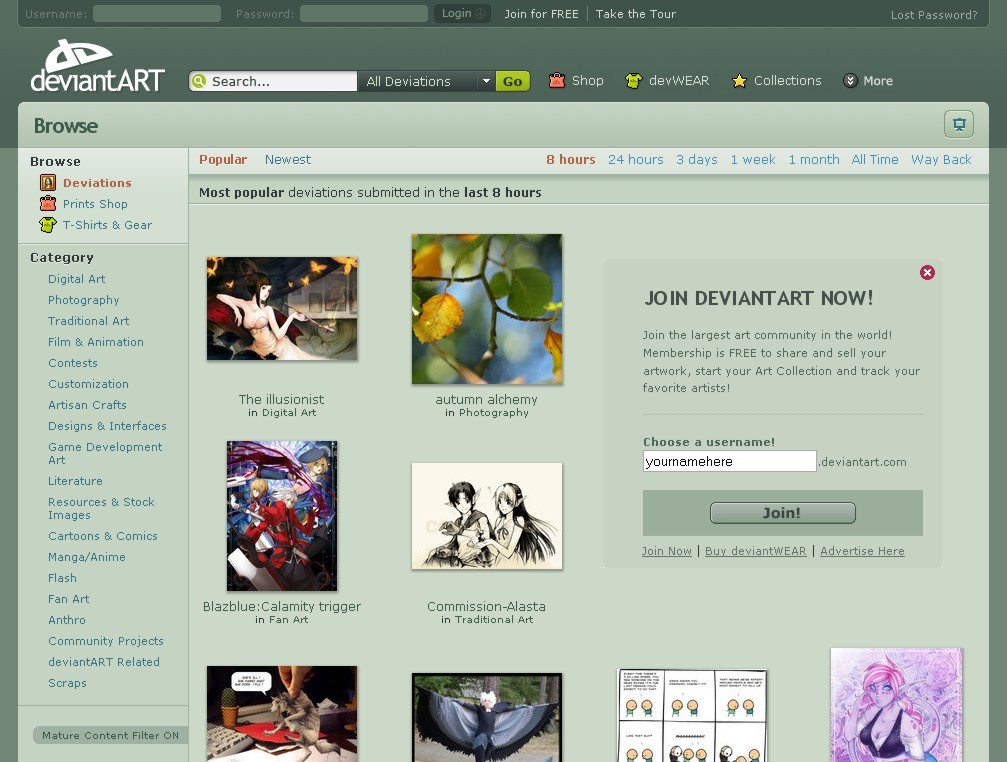 Username:
Password:
Login
Join for FREE
Take the Tour
Lost Password?
deviantART
Search...
All Deviations
Go
Shop
devWEAR
Collections
More
Browse
Browse
Deviations
Prints Shop
T-Shirts & Gear
Category
Digital Art
Photography
Traditional Art
Film & Animation
Contests
Customization
Artisan Crafts
Designs & Interfaces
Game Development
Art
Literature
Resources & Stock
Images
Cartoons & Comics
Manga/Anime
Flash
Fan Art
Anthro
Community Projects
deviantART Related
Scraps
Mature Content Filter ON
Popular
Newest
8 hours
24 hours
3 days
1 week
1 month
All Time
Way Back
Most popular deviations submitted in the last 8 hours
The illusionist
in Digital Art
autumn alchemy
in Photography
JOIN DEVIANTART NOW!
Join the largest art community in the world!
Membership is FREE to share and sell your
artwork, start your Art Collection and track your
favorite artists!
Choose a username!
yournamehere .deviantart.com
Join!
Join Now | Buy deviantWEAR | Advertise Here
Blazblue:Calamity trigger
in Fan Art
Commission-Alasta
in Traditional Art